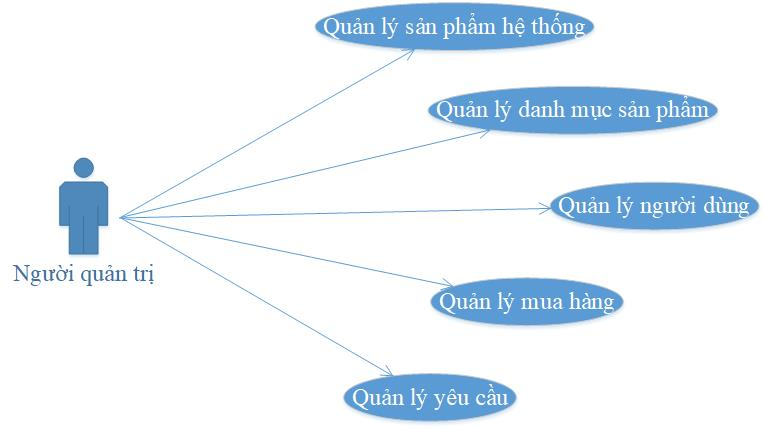 Quản lý sản phẩm hệ thống
Quản lý danh mục sản phẩm
Quản lý người dùng
Người quản trị
Quản lý mua hàng
Quản lý yêu cầu